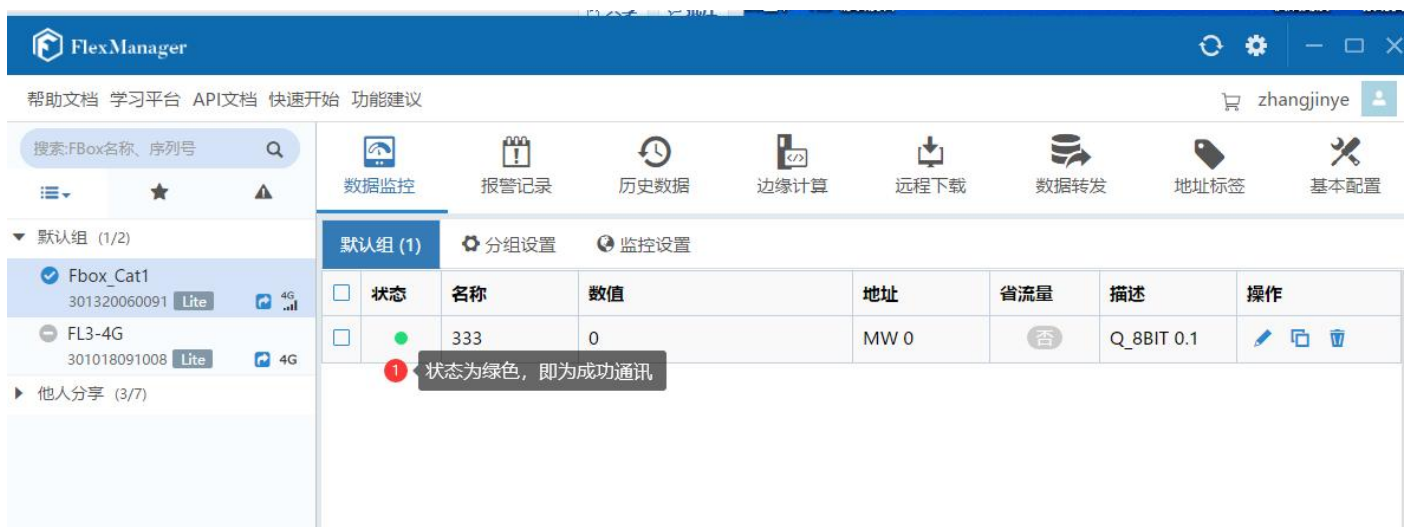 FlexManager
帮助文档 学习平台 API文档 快速开始 功能建议 zhangjinye
搜索:FBox名称、序列号
数据监控 报警记录 历史数据 边缘计算 远程下载 数据转发 地址标签 基本配置
默认组 (1/2)
Fbox_Cat1
301320060091 Lite 4G
FL3-4G
301018091008 Lite 4G
他人分享 (3/7)
默认组 (1) 分组设置 监控设置
状态 名称 数值 地址 省流量 描述 操作
333 0 MW 0 否 Q_8BIT 0.1
1 状态为绿色，即为成功通讯